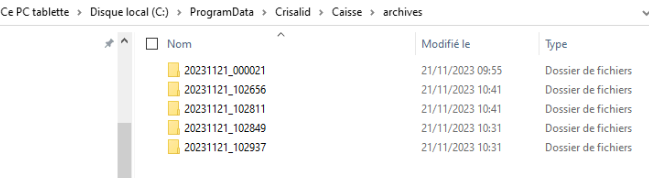 Ce PC tablette > Disque local (C:) > ProgramData > Crisalid > Caisse > archives
Nom Modifié le Type
20231121_000021 21/11/2023 09:55 Dossier de fichiers
20231121_102656 21/11/2023 10:41 Dossier de fichiers
20231121_102811 21/11/2023 10:41 Dossier de fichiers
20231121_102849 21/11/2023 10:31 Dossier de fichiers
20231121_102937 21/11/2023 10:31 Dossier de fichiers